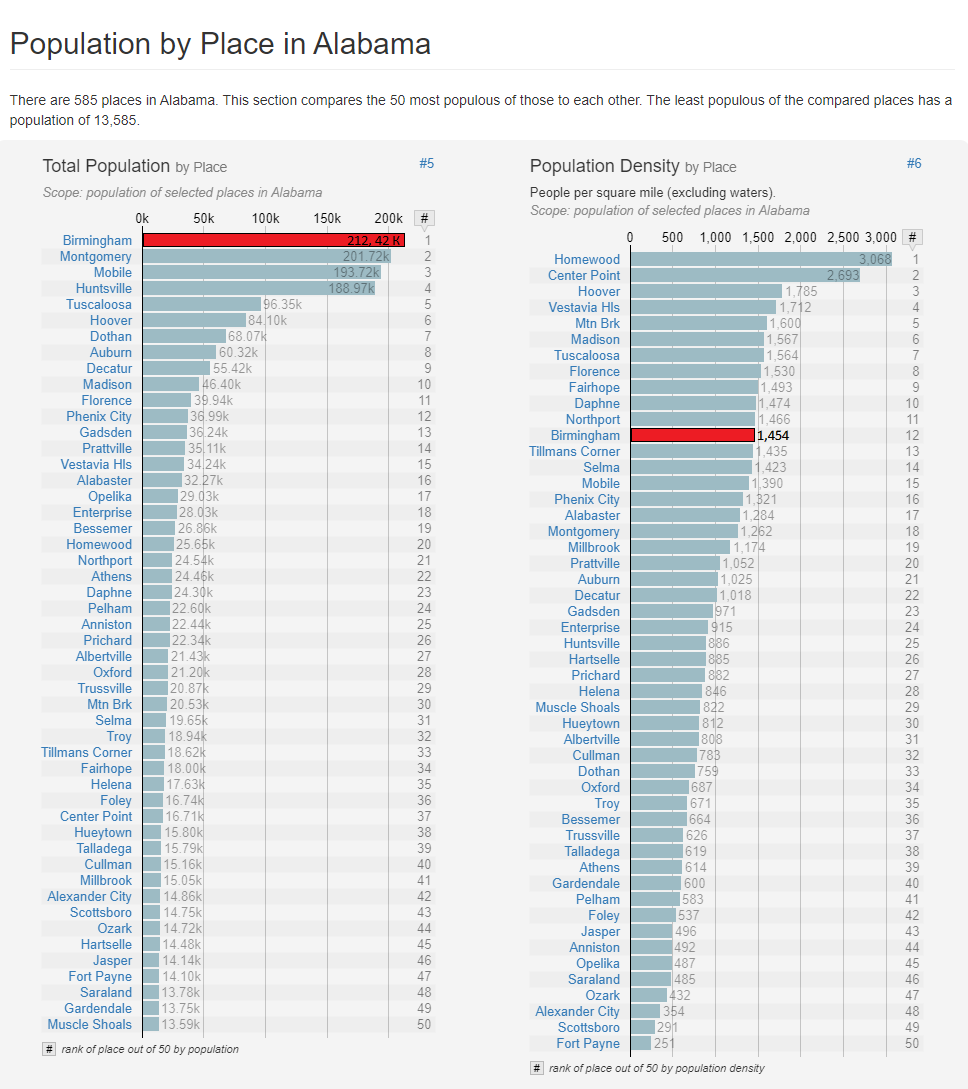 Population by Place in Alabama
There are 585 places in Alabama. This section compares the 50 most populous of those to each other. The least populous of the compared places has a
population of 13,585.
Total Population by Place #5
Scope: population of selected places in Alabama
0k 50k 100k 150k 200k #
Birmingham 212, 42 K 1
Montgomery 201.72k 2
Mobile 193.72k 3
Huntsville 188.97k 4
Tuscaloosa 96.35k 5
Hoover 84.10k 6
Dothan 68.07k 7
Auburn 60.32k 8
Decatur 55.42k 9
Madison 46.40k 10
Florence 39.94k 11
Phenix City 36.99k 12
Gadsden 36.24k 13
Prattville 35.11k 14
Vestavia Hls 34.24k 15
Alabaster 32.27k 16
Opelika 29.03k 17
Enterprise 28.03k 18
Bessemer 26.86k 19
Homewood 25.65k 20
Northport 24.54k 21
Athens 24.46k 22
Daphne 24.30k 23
Pelham 22.60k 24
Anniston 22.44k 25
Prichard 22.34k 26
Albertville 21.43k 27
Oxford 21.20k 28
Trussville 20.87k 29
Mtn Brk 20.53k 30
Selma 19.65k 31
Troy 18.94k 32
Tillmans Corner 18.62k 33
Fairhope 18.00k 34
Helena 17.63k 35
Foley 16.74k 36
Center Point 16.71k 37
Hueytown 15.80k 38
Talladega 15.79k 39
Cullman 15.16k 40
Millbrook 15.05k 41
Alexander City 14.86k 42
Scottsboro 14.75k 43
Ozark 14.72k 44
Hartselle 14.48k 45
Jasper 14.14k 46
Fort Payne 14.10k 47
Saraland 13.78k 48
Gardendale 13.75k 49
Muscle Shoals 13.59k 50
# rank of place out of 50 by population
Population Density by Place #6
People per square mile (excluding waters).
Scope: population of selected places in Alabama
0 500 1,000 1,500 2,000 2,500 3,000 #
Homewood 3,068 1
Center Point 2,693 2
Hoover 1,785 3
Vestavia Hls 1,712 4
Mtn Brk 1,600 5
Madison 1,567 6
Tuscaloosa 1,564 7
Florence 1,530 8
Fairhope 1,493 9
Daphne 1,474 10
Northport 1,466 11
Birmingham 1,454 12
Tillmans Corner 1,435 13
Selma 1,423 14
Mobile 1,390 15
Phenix City 1,321 16
Alabaster 1,284 17
Montgomery 1,262 18
Millbrook 1,174 19
Prattville 1,052 20
Auburn 1,025 21
Decatur 1,018 22
Gadsden 971 23
Enterprise 915 24
Huntsville 886 25
Hartselle 885 26
Prichard 882 27
Helena 846 28
Muscle Shoals 822 29
Hueytown 812 30
Albertville 808 31
Cullman 783 32
Dothan 759 33
Oxford 687 34
Troy 671 35
Bessemer 664 36
Trussville 626 37
Talladega 619 38
Athens 614 39
Gardendale 600 40
Pelham 583 41
Foley 537 42
Jasper 496 43
Anniston 492 44
Opelika 487 45
Saraland 485 46
Ozark 432 47
Alexander City 354 48
Scottsboro 291 49
Fort Payne 251 50
# rank of place out of 50 by population density